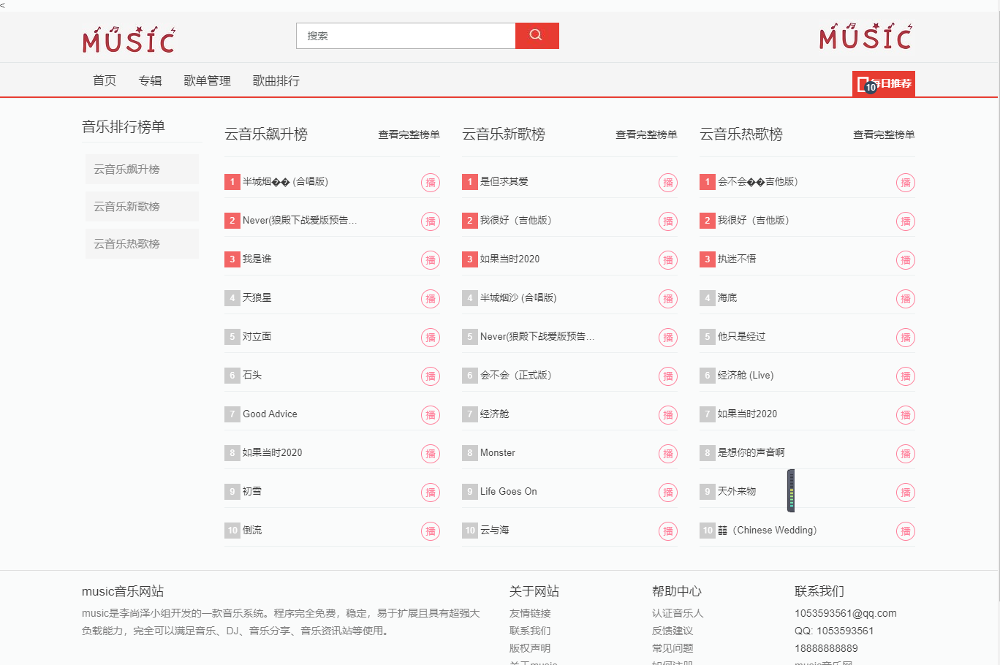 <
MUSIC
搜索
MUSIC
首页 专辑 歌单管理 歌曲排行
10 每日推荐
音乐排行榜单
云音乐飙升榜
云音乐新歌榜
云音乐热歌榜
云音乐飙升榜 查看完整榜单
1 半城烟�� (合唱版) 播
2 Never(狼殿下战爱版预告... 播
3 我是谁 播
4 天狼星 播
5 对立面 播
6 石头 播
7 Good Advice 播
8 如果当时2020 播
9 初雪 播
10 倒流 播
云音乐新歌榜 查看完整榜单
1 是但求其爱 播
2 我很好（吉他版） 播
3 如果当时2020 播
4 半城烟沙 (合唱版) 播
5 Never(狼殿下战爱版预告... 播
6 会不会（正式版） 播
7 经济舱 播
8 Monster 播
9 Life Goes On 播
10 云与海 播
云音乐热歌榜 查看完整榜单
1 会不会��吉他版） 播
2 我很好（吉他版） 播
3 执迷不悟 播
4 海底 播
5 他只是经过 播
6 经济舱 (Live) 播
7 如果当时2020 播
8 是想你的声音啊 播
9 天外来物 播
10 囍（Chinese Wedding） 播
music音乐网站
music是李尚泽小组开发的一款音乐系统。程序完全免费，稳定，易于扩展且具有超强大
负载能力，完全可以满足音乐、DJ、音乐分享、音乐资讯站等使用。
关于网站
友情链接
联系我们
版权声明
关于music
帮助中心
认证音乐人
反馈建议
常见问题
如何注册
联系我们
1053593561@qq.com
QQ: 1053593561
18888888889
music音乐网